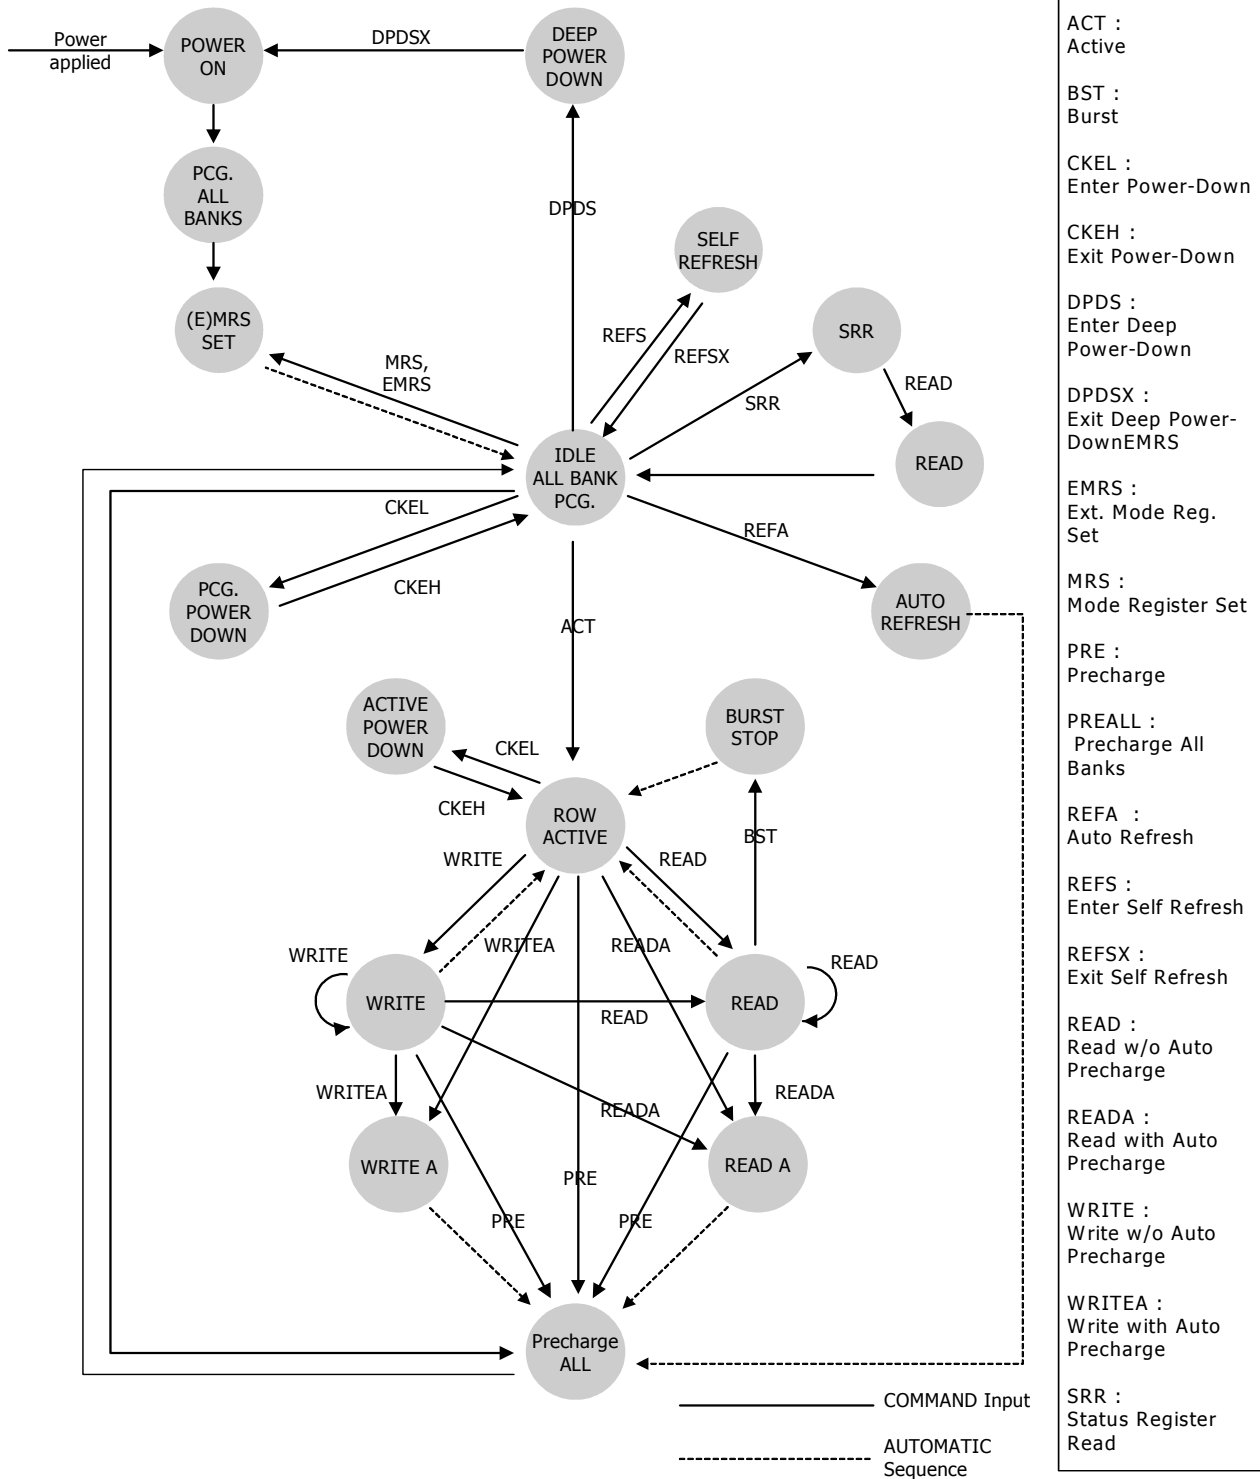 Power
applied
POWER
ON
DPDSX
DEEP
POWER
DOWN
PCG.
ALL
BANKS
DPDS
SELF
REFRESH
(E)MRS
SET
MRS,
EMRS
REFS
REFSX
SRR
READ
SRR
READ
IDLE
ALL BANK
PCG.
CKEL
CKEH
REFA
PCG.
POWER
DOWN
AUTO
REFRESH
ACT
ACTIVE
POWER
DOWN
BURST
STOP
CKEL
CKEH
ROW
ACTIVE
BST
WRITE
READ
WRITEA
READA
WRITE
READ
WRITE
READ
READ
WRITEA
READA
READA
WRITE A
READ A
PRE
PRE
PRE
Precharge
ALL
COMMAND Input
AUTOMATIC
Sequence
ACT :
Active
BST :
Burst
CKEL :
Enter Power-Down
CKEH :
Exit Power-Down
DPDS :
Enter Deep
Power-Down
DPDSX :
Exit Deep Power-
DownEMRS
EMRS :
Ext. Mode Reg.
Set
MRS :
Mode Register Set
PRE :
Precharge
PREALL :
Precharge All
Banks
REFA :
Auto Refresh
REFS :
Enter Self Refresh
REFSX :
Exit Self Refresh
READ :
Read w/o Auto
Precharge
READA :
Read with Auto
Precharge
WRITE :
Write w/o Auto
Precharge
WRITEA :
Write with Auto
Precharge
SRR :
Status Register
Read